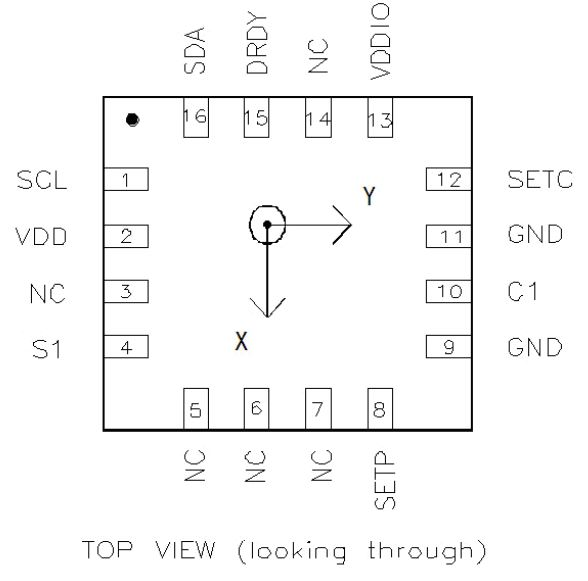 SDA DRDY NC VDDIO
16 15 14 13
SCL 1 12 SETC
Y
VDD 2 11 GND
NC 3 10 C1
X
S1 4 9 GND
5 6 7 8
NC NC NC SETP
TOP VIEW (looking through)